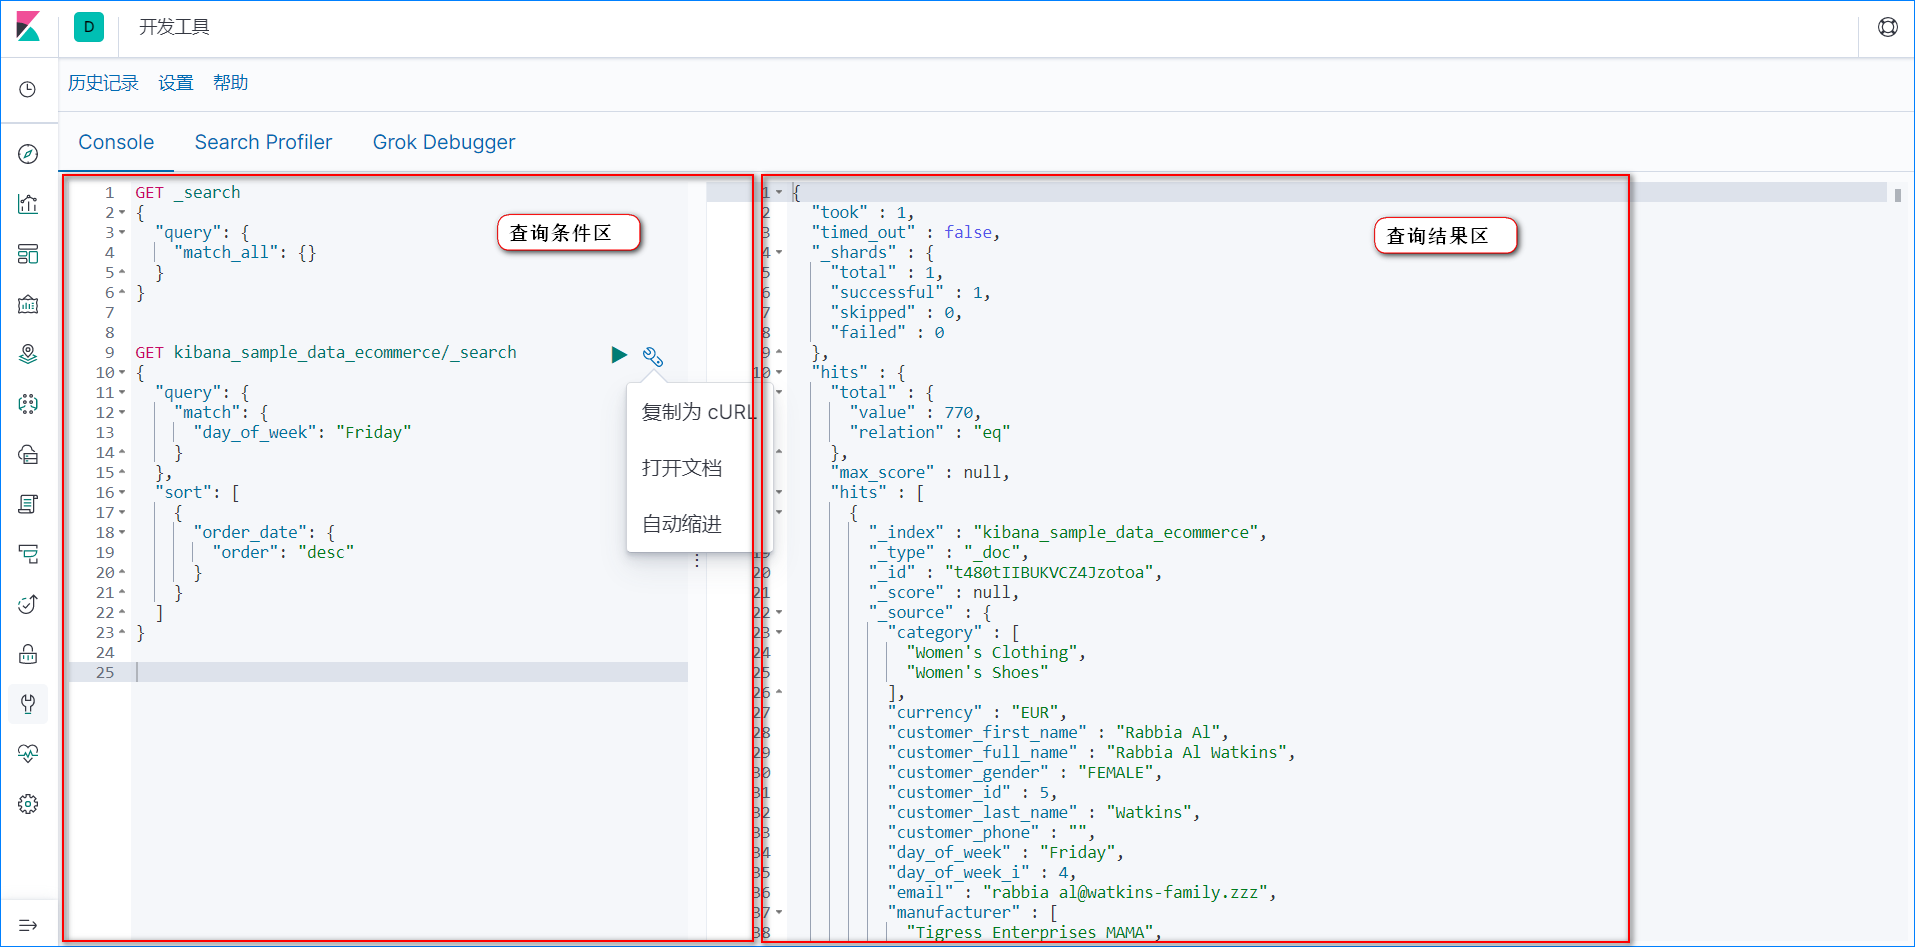 D 开发工具
历史记录 设置 帮助
Console Search Profiler Grok Debugger
查询条件区
1 GET _search
2 {
3 "query": {
4 "match_all": {}
5 }
6 }
7
8
9 GET kibana_sample_data_ecommerce/_search
10 {
11 "query": {
12 "match": {
13 "day_of_week": "Friday"
14 }
15 },
16 "sort": [
17 {
18 "order_date": {
19 "order": "desc"
20 }
21 }
22 ]
23 }
24
25
复制为 cURL
打开文档
自动缩进
查询结果区
1 {
2 "took" : 1,
3 "timed_out" : false,
4 "_shards" : {
5 "total" : 1,
6 "successful" : 1,
7 "skipped" : 0,
8 "failed" : 0
9 },
10 "hits" : {
"total" : {
"value" : 770,
"relation" : "eq"
},
"max_score" : null,
"hits" : [
{
"_index" : "kibana_sample_data_ecommerce",
19 "_type" : "_doc",
20 "_id" : "t480tIIBUKVCZ4Jzotoa",
21 "_score" : null,
22 "_source" : {
23 "category" : [
24 "Women's Clothing",
25 "Women's Shoes"
26 ],
27 "currency" : "EUR",
28 "customer_first_name" : "Rabbia Al",
29 "customer_full_name" : "Rabbia Al Watkins",
30 "customer_gender" : "FEMALE",
31 "customer_id" : 5,
32 "customer_last_name" : "Watkins",
33 "customer_phone" : "",
34 "day_of_week" : "Friday",
35 "day_of_week_i" : 4,
36 "email" : "rabbia al@watkins-family.zzz",
37 "manufacturer" : [
38 "Tigress Enterprises MAMA",